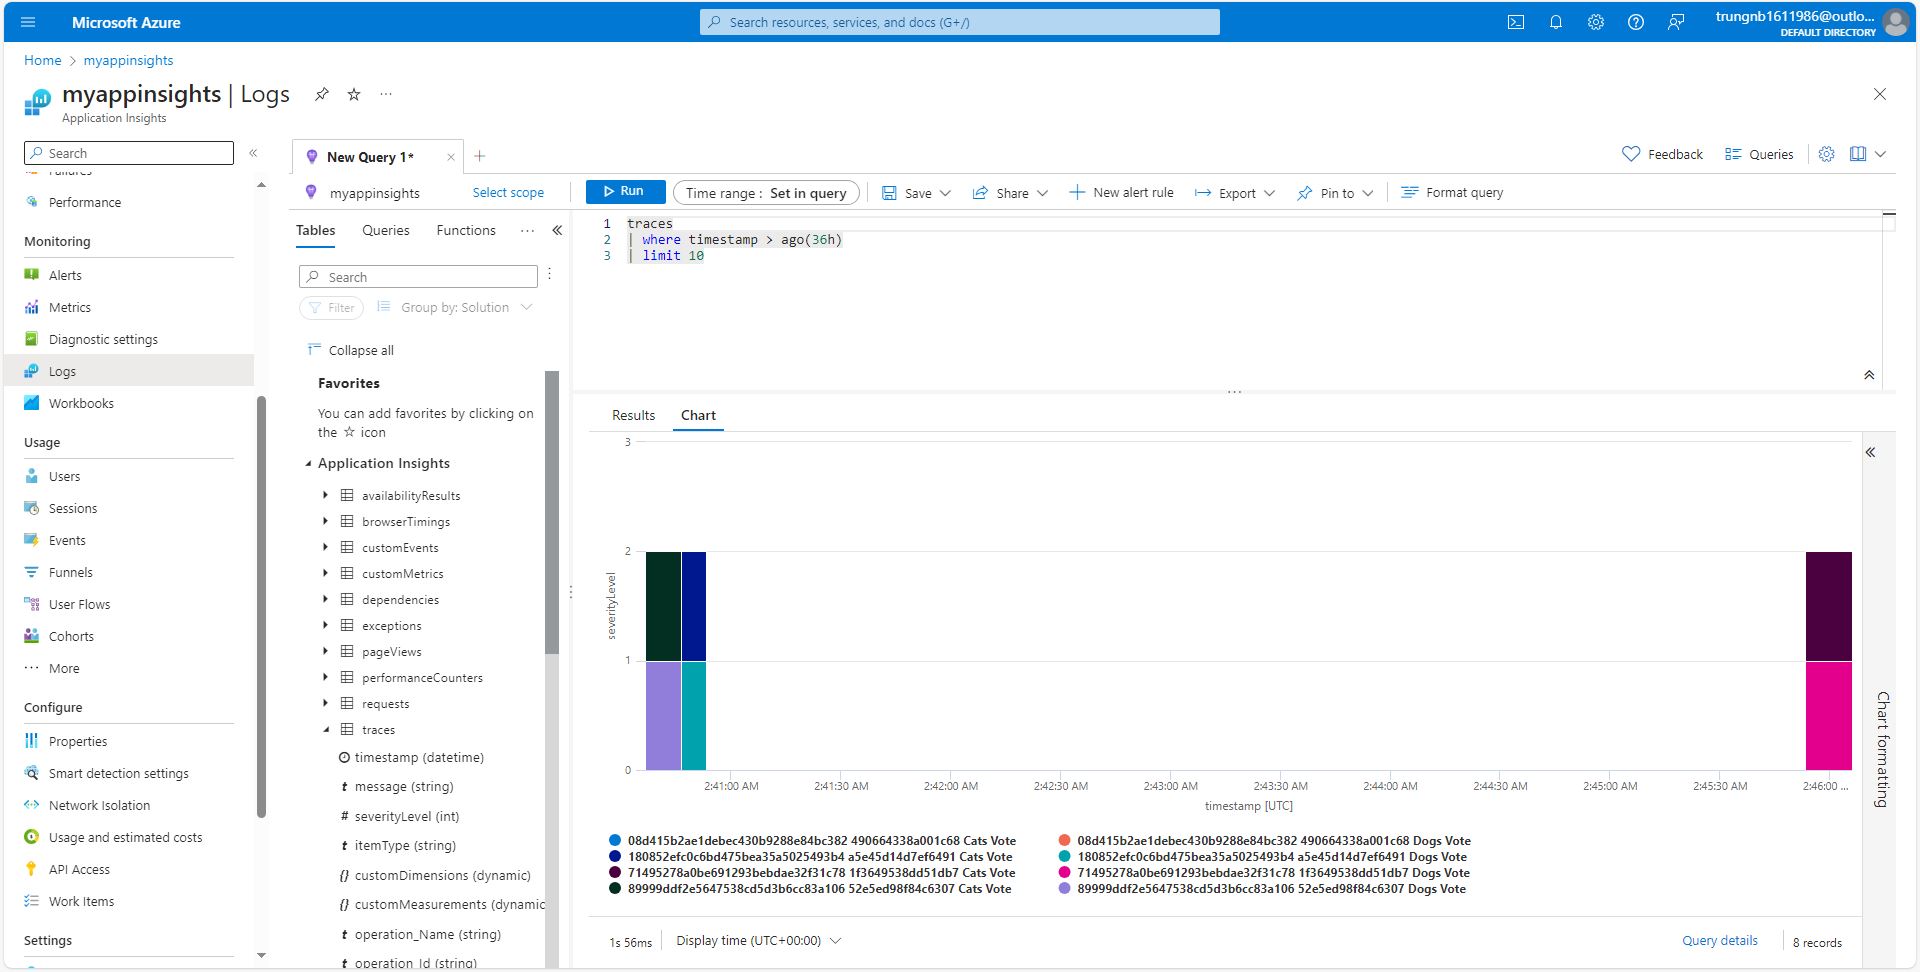 Microsoft Azure
Search resources, services, and docs (G+/)
trungnb1611986@outlo...
DEFAULT DIRECTORY
Home > myappinsights
myappinsights | Logs
Application Insights
Search
Failures
Performance
Monitoring
Alerts
Metrics
Diagnostic settings
Logs
Workbooks
Usage
Users
Sessions
Events
Funnels
User Flows
Cohorts
More
Configure
Properties
Smart detection settings
Network Isolation
Usage and estimated costs
API Access
Work Items
Settings
New Query 1*
Feedback
Queries
myappinsights
Select scope
Run
Time range : Set in query
Save
Share
New alert rule
Export
Pin to
Format query
Tables
Queries
Functions
Search
Filter
Group by: Solution
Collapse all
Favorites
You can add favorites by clicking on
the ☆ icon
Application Insights
availabilityResults
browserTimings
customEvents
customMetrics
dependencies
exceptions
pageViews
performanceCounters
requests
traces
timestamp (datetime)
t message (string)
# severityLevel (int)
t itemType (string)
{} customDimensions (dynamic)
{} customMeasurements (dynamic
t operation_Name (string)
t operation_Id (string)
1 traces
2 | where timestamp > ago(36h)
3 | limit 10
Results
Chart
3
2
1
0
severityLevel
2:41:00 AM
2:41:30 AM
2:42:00 AM
2:42:30 AM
2:43:00 AM
2:43:30 AM
2:44:00 AM
2:44:30 AM
2:45:00 AM
2:45:30 AM
2:46:00 ...
timestamp [UTC]
08d415b2ae1debec430b9288e84bc382 490664338a001c68 Cats Vote
180852efc0c6bd475bea35a5025493b4 a5e45d14d7ef6491 Cats Vote
71495278a0be691293bebdae32f31c78 1f3649538dd51db7 Cats Vote
89999ddf2e5647538cd5d3b6cc83a106 52e5ed98f84c6307 Cats Vote
08d415b2ae1debec430b9288e84bc382 490664338a001c68 Dogs Vote
180852efc0c6bd475bea35a5025493b4 a5e45d14d7ef6491 Dogs Vote
71495278a0be691293bebdae32f31c78 1f3649538dd51db7 Dogs Vote
89999ddf2e5647538cd5d3b6cc83a106 52e5ed98f84c6307 Dogs Vote
Chart formatting
1s 56ms
Display time (UTC+00:00)
Query details
8 records